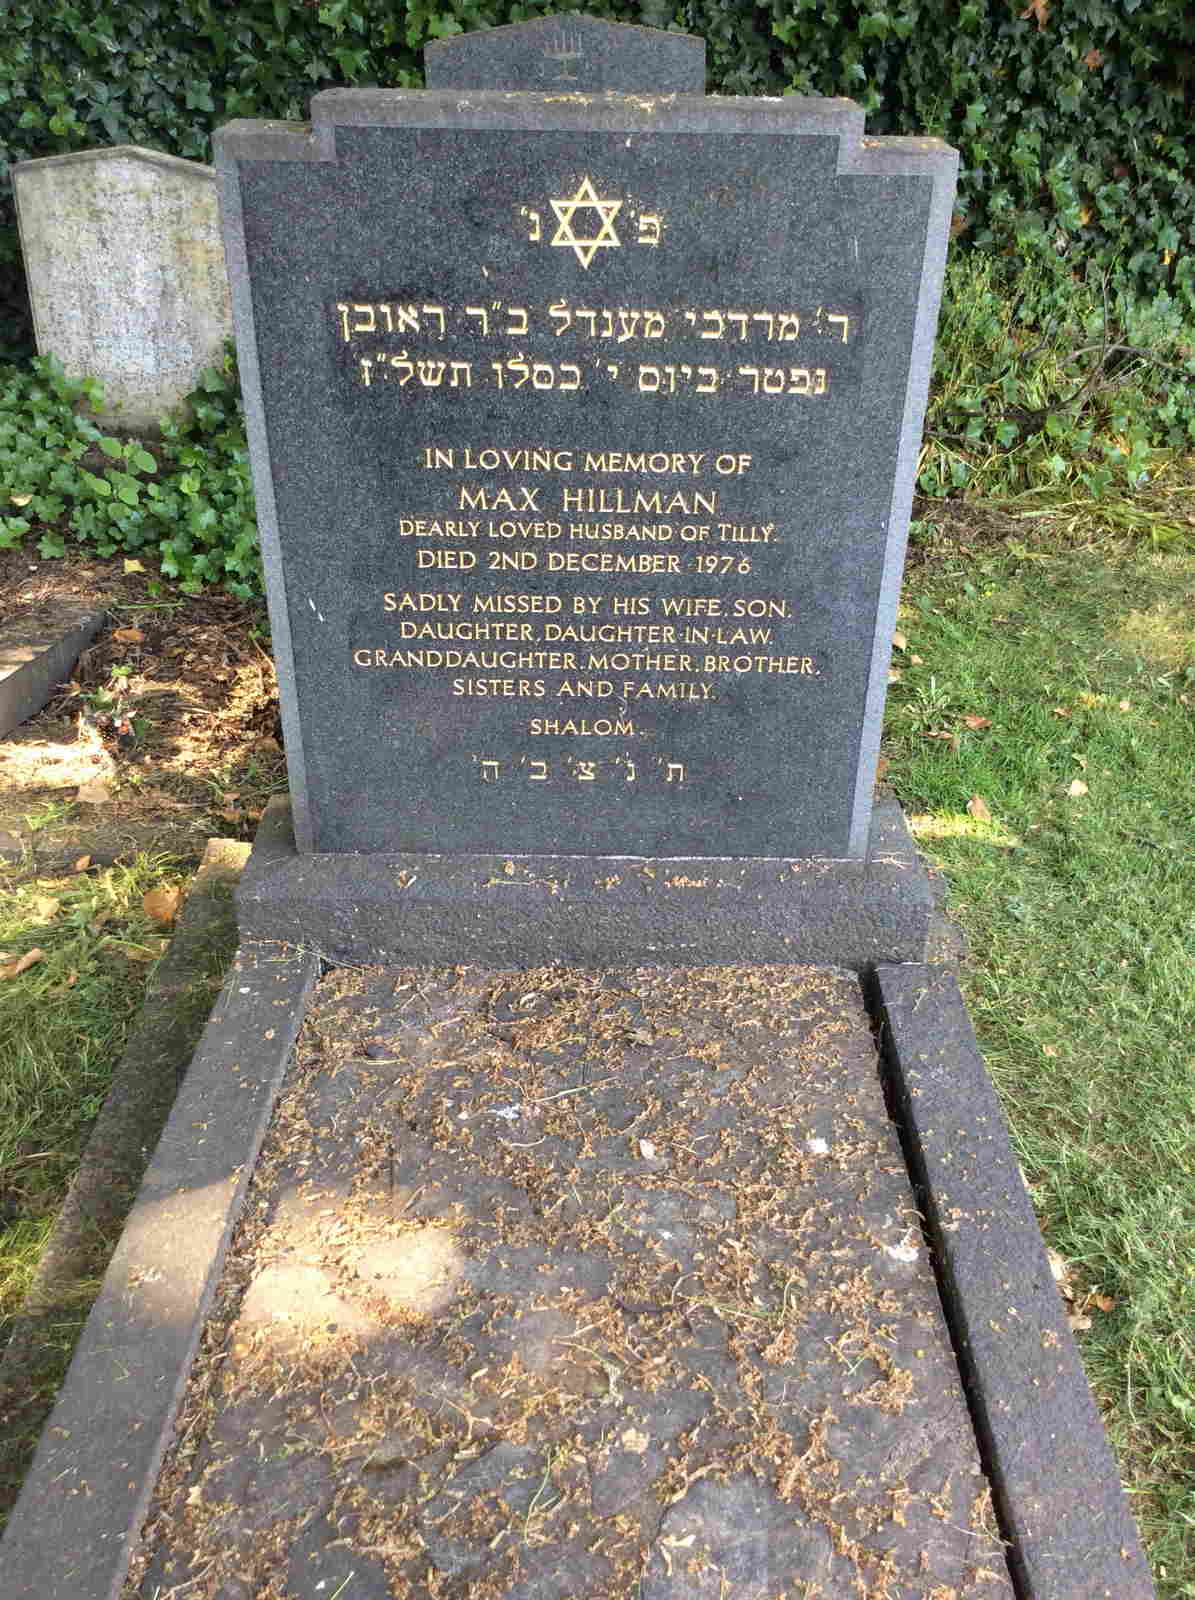 פ' נ'
ר' מרדכי מענדל ב"ר ראובן
נפטר ביום י' כסלו תשל"ז
IN LOVING MEMORY OF
MAX HILLMAN
DEARLY LOVED HUSBAND OF TILLY.
DIED 2ND DECEMBER 1976
SADLY MISSED BY HIS WIFE, SON,
DAUGHTER, DAUGHTER-IN-LAW,
GRANDDAUGHTER, MOTHER, BROTHER,
SISTERS AND FAMILY.
SHALOM.
ת' נ' צ' ב' ה'